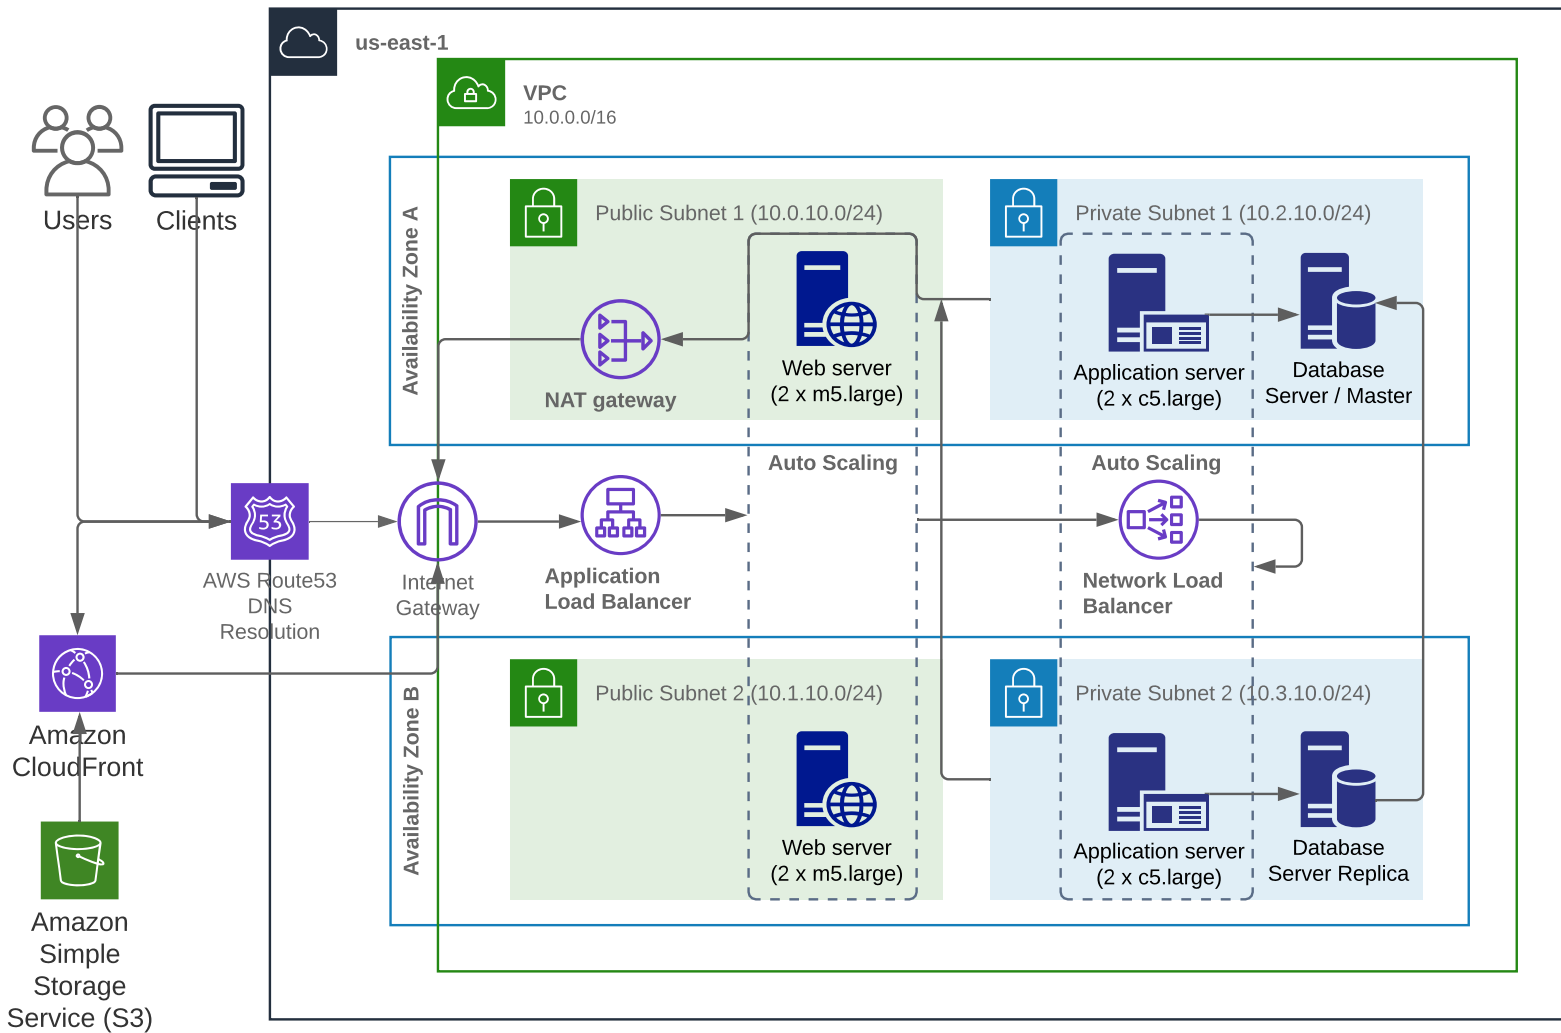 us-east-1
VPC
10.0.0.0/16
Users
Clients
Availability Zone A
Public Subnet 1 (10.0.10.0/24)
Private Subnet 1 (10.2.10.0/24)
NAT gateway
Web server
(2 x m5.large)
Application server
(2 x c5.large)
Database
Server / Master
Auto Scaling
Auto Scaling
53
AWS Route53
DNS
Resolution
Internet
Gateway
Application
Load Balancer
Network Load
Balancer
Amazon
CloudFront
Availability Zone B
Public Subnet 2 (10.1.10.0/24)
Private Subnet 2 (10.3.10.0/24)
Web server
(2 x m5.large)
Application server
(2 x c5.large)
Database
Server Replica
Amazon
Simple
Storage
Service (S3)